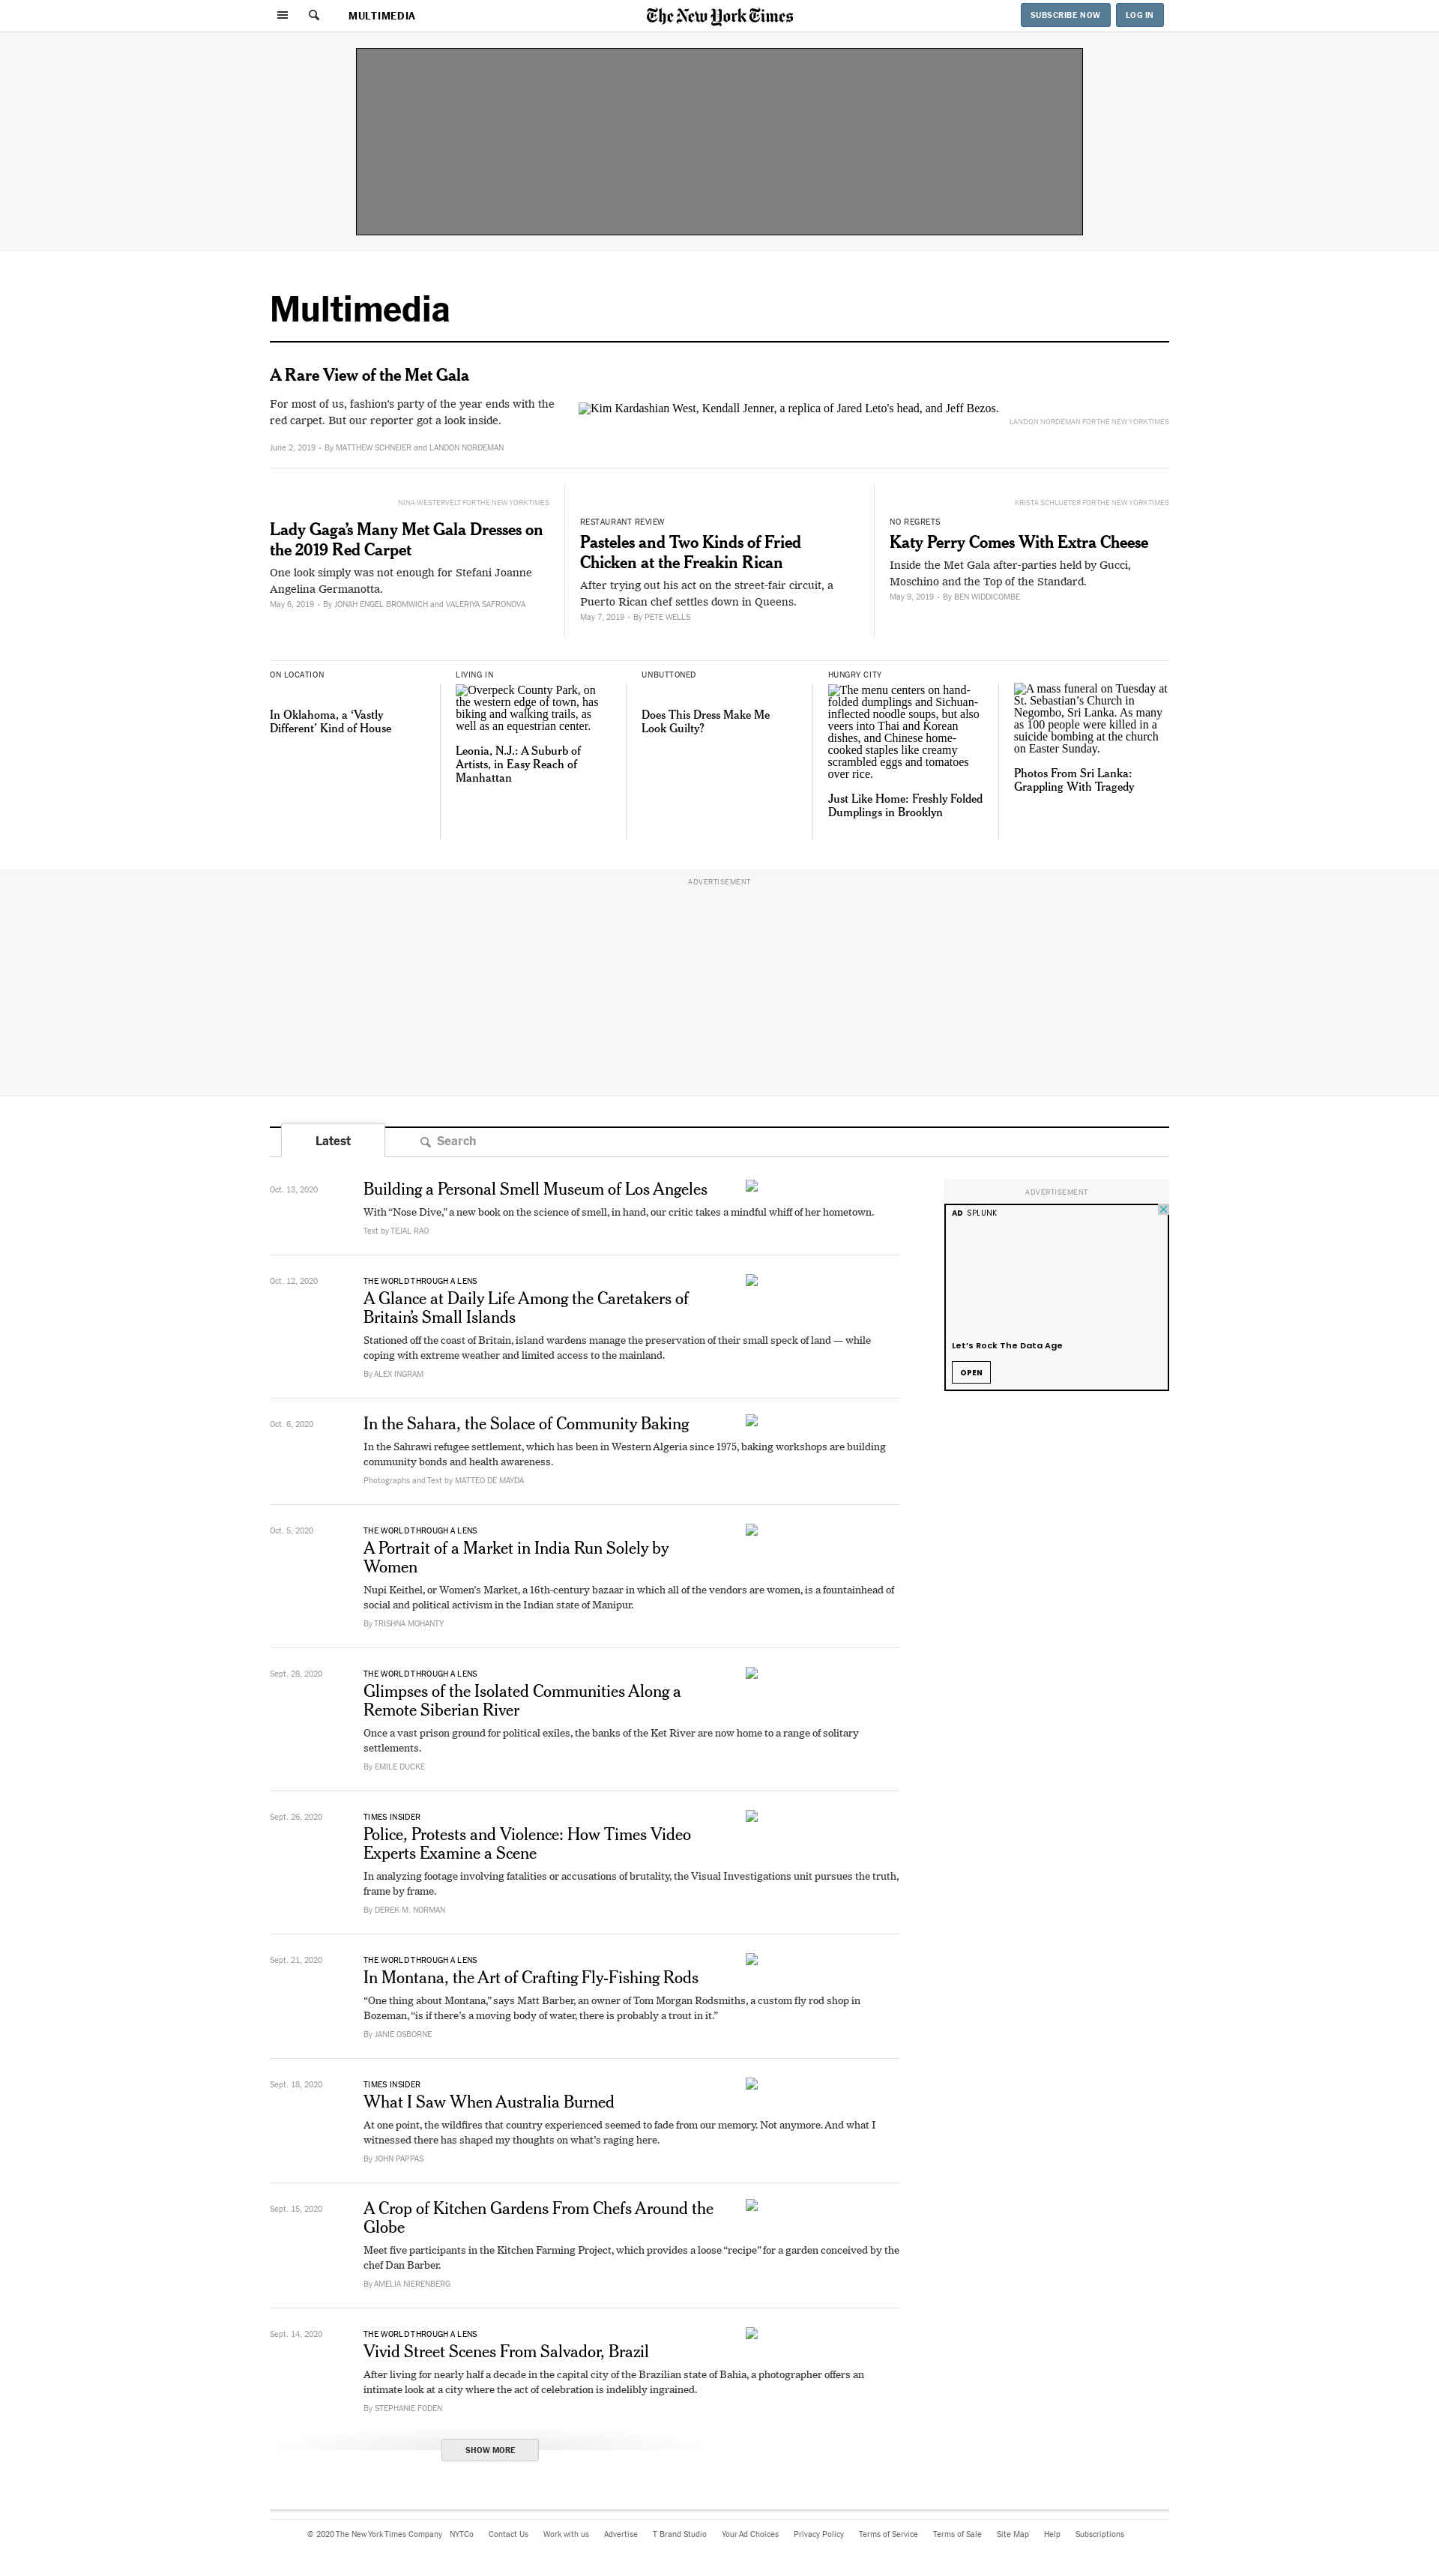 MULTIMEDIA
The New York Times
SUBSCRIBE NOW
LOG IN
Multimedia
A Rare View of the Met Gala
For most of us, fashion's party of the year ends with the
red carpet. But our reporter got a look inside.
June 2, 2019 • By MATTHEW SCHNEIER and LANDON NORDEMAN
Kim Kardashian West, Kendall Jenner, a replica of Jared Leto's head, and Jeff Bezos.
LANDON NORDEMAN FOR THE NEW YORK TIMES
NINA WESTERVELT FOR THE NEW YORK TIMES
Lady Gaga’s Many Met Gala Dresses on
the 2019 Red Carpet
One look simply was not enough for Stefani Joanne
Angelina Germanotta.
May 6, 2019 • By JONAH ENGEL BROMWICH and VALERIYA SAFRONOVA
RESTAURANT REVIEW
Pasteles and Two Kinds of Fried
Chicken at the Freakin Rican
After trying out his act on the street-fair circuit, a
Puerto Rican chef settles down in Queens.
May 7, 2019 • By PETE WELLS
KRISTA SCHLUETER FOR THE NEW YORK TIMES
NO REGRETS
Katy Perry Comes With Extra Cheese
Inside the Met Gala after-parties held by Gucci,
Moschino and the Top of the Standard.
May 9, 2019 • By BEN WIDDICOMBE
ON LOCATION
In Oklahoma, a ‘Vastly
Different’ Kind of House
LIVING IN
Overpeck County Park, on
the western edge of town, has
biking and walking trails, as
well as an equestrian center.
Leonia, N.J.: A Suburb of
Artists, in Easy Reach of
Manhattan
UNBUTTONED
Does This Dress Make Me
Look Guilty?
HUNGRY CITY
The menu centers on hand-
folded dumplings and Sichuan-
inflected noodle soups, but also
veers into Thai and Korean
dishes, and Chinese home-
cooked staples like creamy
scrambled eggs and tomatoes
over rice.
Just Like Home: Freshly Folded
Dumplings in Brooklyn
A mass funeral on Tuesday at
St. Sebastian’s Church in
Negombo, Sri Lanka. As many
as 100 people were killed in a
suicide bombing at the church
on Easter Sunday.
Photos From Sri Lanka:
Grappling With Tragedy
ADVERTISEMENT
Latest
Search
Oct. 13, 2020
Building a Personal Smell Museum of Los Angeles
With “Nose Dive,” a new book on the science of smell, in hand, our critic takes a mindful whiff of her hometown.
Text by TEJAL RAO
ADVERTISEMENT
AD SPLUNK
Let’s Rock The Data Age
OPEN
Oct. 12, 2020
THE WORLD THROUGH A LENS
A Glance at Daily Life Among the Caretakers of
Britain’s Small Islands
Stationed off the coast of Britain, island wardens manage the preservation of their small speck of land — while
coping with extreme weather and limited access to the mainland.
By ALEX INGRAM
Oct. 6, 2020
In the Sahara, the Solace of Community Baking
In the Sahrawi refugee settlement, which has been in Western Algeria since 1975, baking workshops are building
community bonds and health awareness.
Photographs and Text by MATTEO DE MAYDA
Oct. 5, 2020
THE WORLD THROUGH A LENS
A Portrait of a Market in India Run Solely by
Women
Nupi Keithel, or Women’s Market, a 16th-century bazaar in which all of the vendors are women, is a fountainhead of
social and political activism in the Indian state of Manipur.
By TRISHNA MOHANTY
Sept. 28, 2020
THE WORLD THROUGH A LENS
Glimpses of the Isolated Communities Along a
Remote Siberian River
Once a vast prison ground for political exiles, the banks of the Ket River are now home to a range of solitary
settlements.
By EMILE DUCKE
Sept. 26, 2020
TIMES INSIDER
Police, Protests and Violence: How Times Video
Experts Examine a Scene
In analyzing footage involving fatalities or accusations of brutality, the Visual Investigations unit pursues the truth,
frame by frame.
By DEREK M. NORMAN
Sept. 21, 2020
THE WORLD THROUGH A LENS
In Montana, the Art of Crafting Fly-Fishing Rods
“One thing about Montana,” says Matt Barber, an owner of Tom Morgan Rodsmiths, a custom fly rod shop in
Bozeman, “is if there’s a moving body of water, there is probably a trout in it.”
By JANIE OSBORNE
Sept. 18, 2020
TIMES INSIDER
What I Saw When Australia Burned
At one point, the wildfires that country experienced seemed to fade from our memory. Not anymore. And what I
witnessed there has shaped my thoughts on what’s raging here.
By JOHN PAPPAS
Sept. 15, 2020
A Crop of Kitchen Gardens From Chefs Around the
Globe
Meet five participants in the Kitchen Farming Project, which provides a loose “recipe” for a garden conceived by the
chef Dan Barber.
By AMELIA NIERENBERG
Sept. 14, 2020
THE WORLD THROUGH A LENS
Vivid Street Scenes From Salvador, Brazil
After living for nearly half a decade in the capital city of the Brazilian state of Bahia, a photographer offers an
intimate look at a city where the act of celebration is indelibly ingrained.
By STEPHANIE FODEN
SHOW MORE
© 2020 The New York Times Company NYTCo Contact Us Work with us Advertise T Brand Studio Your Ad Choices Privacy Policy Terms of Service Terms of Sale Site Map Help Subscriptions